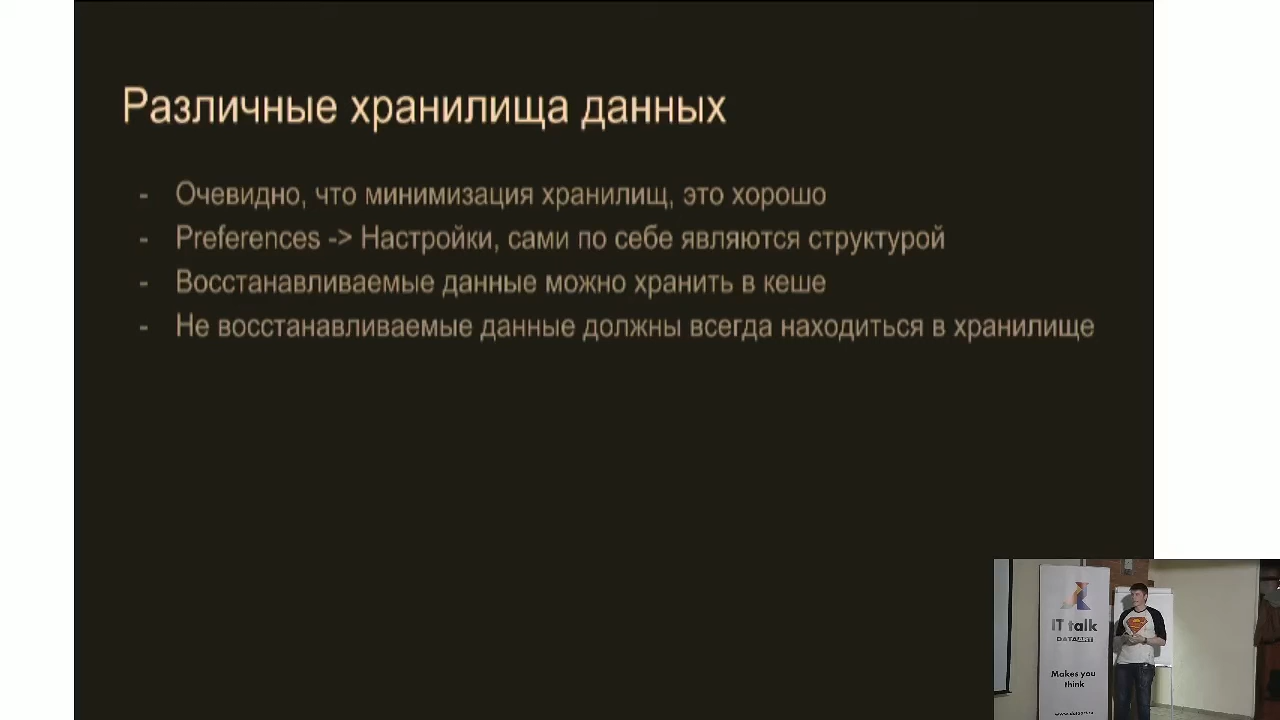 Различные хранилища данных
- Очевидно, что минимизация хранилищ, это хорошо
- Preferences -> Настройки, сами по себе являются структурой
- Восстанавливаемые данные можно хранить в кеше
- Не восстанавливаемые данные должны всегда находиться в хранилище
IT talk
DATAART
Makes you
think